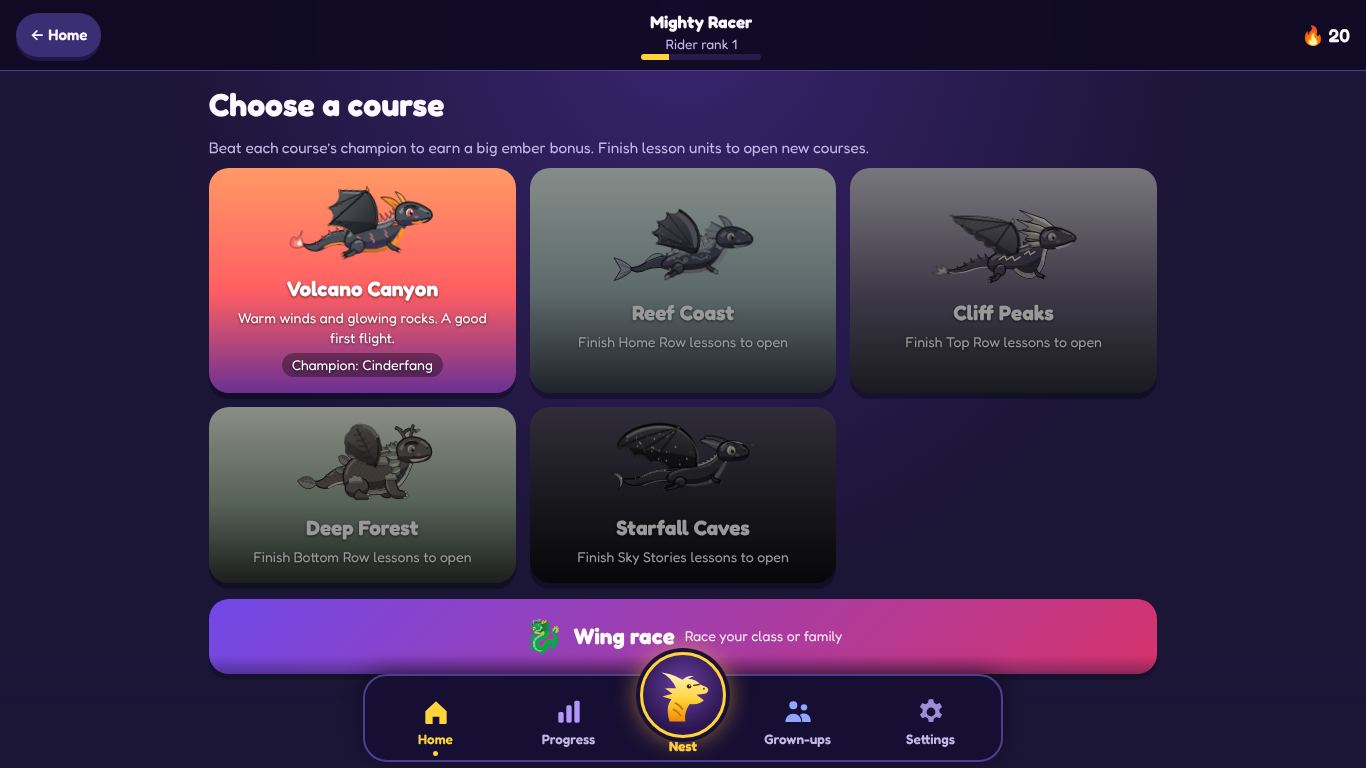 ← Home
Mighty Racer
Rider rank 1
🔥 20
Choose a course
Beat each course's champion to earn a big ember bonus. Finish lesson units to open new courses.
Volcano Canyon
Warm winds and glowing rocks. A good
first flight.
Champion: Cinderfang
Reef Coast
Finish Home Row lessons to open
Cliff Peaks
Finish Top Row lessons to open
Deep Forest
Finish Bottom Row lessons to open
Starfall Caves
Finish Sky Stories lessons to open
Wing race Race your class or family
Home
Progress
Nest
Grown-ups
Settings